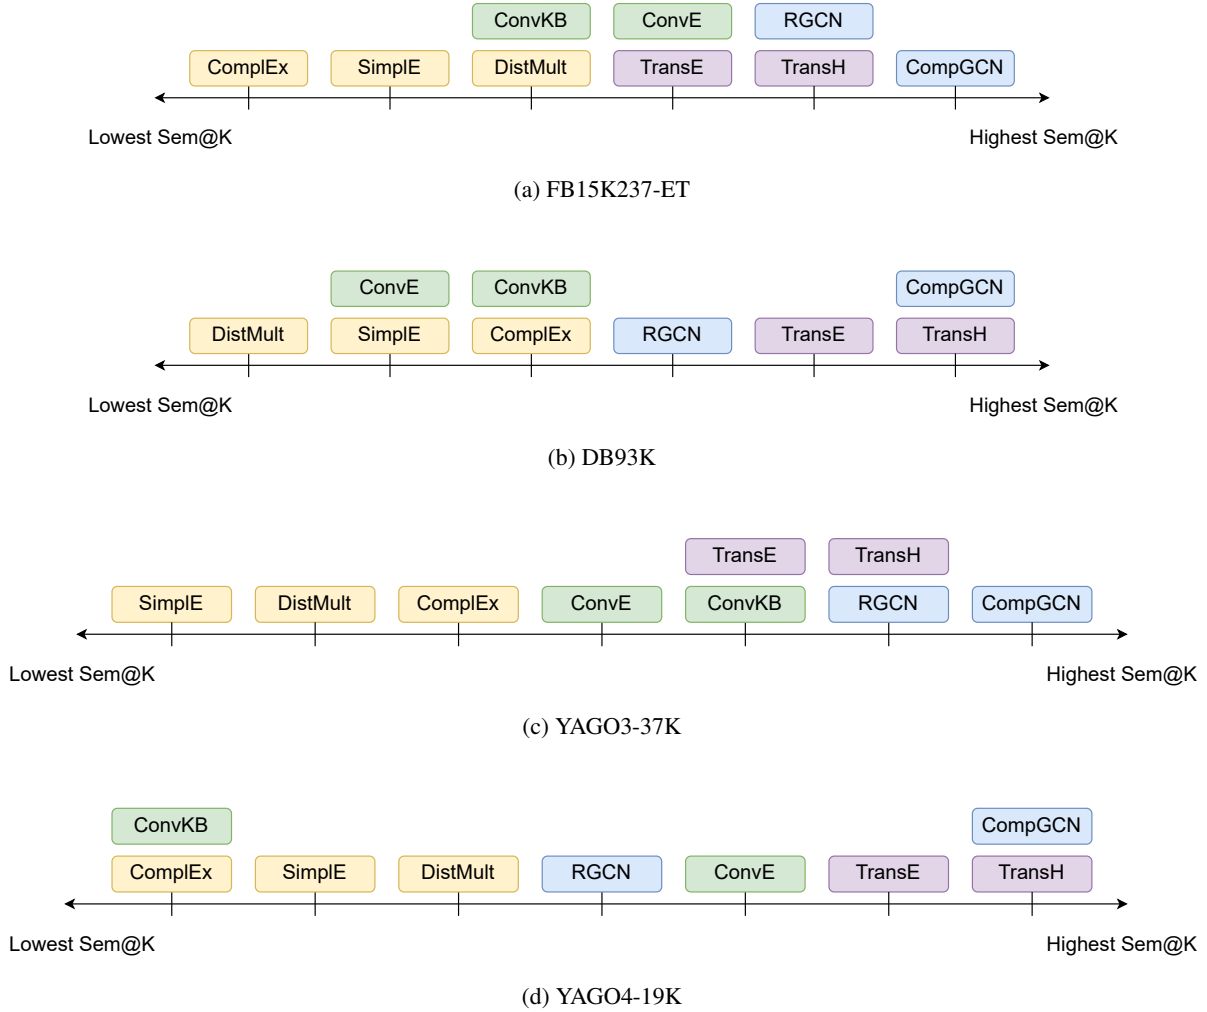 ConvKB ConvE RGCN
ComplEx SimplE DistMult TransE TransH CompGCN
Lowest Sem@K Highest Sem@K
(a) FB15K237-ET
ConvE ConvKB CompGCN
DistMult SimplE ComplEx RGCN TransE TransH
Lowest Sem@K Highest Sem@K
(b) DB93K
TransE TransH
SimplE DistMult ComplEx ConvE ConvKB RGCN CompGCN
Lowest Sem@K Highest Sem@K
(c) YAGO3-37K
ConvKB CompGCN
ComplEx SimplE DistMult RGCN ConvE TransE TransH
Lowest Sem@K Highest Sem@K
(d) YAGO4-19K